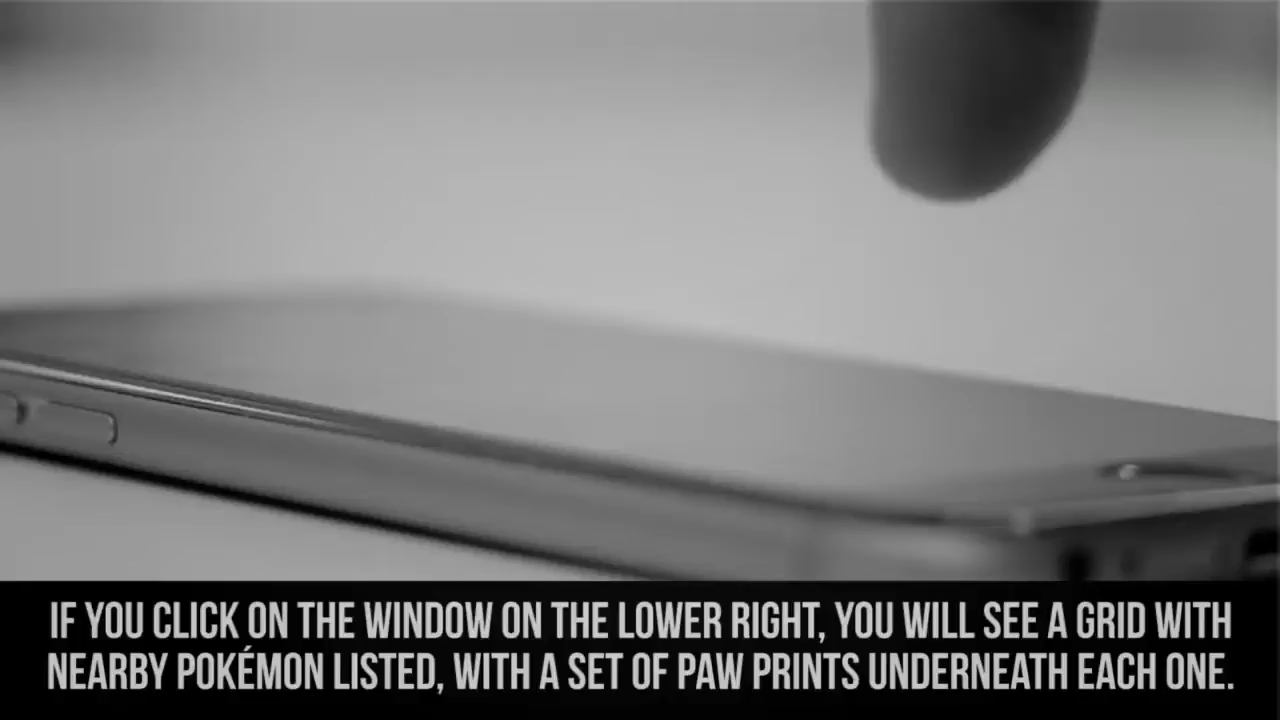 IF YOU CLICK ON THE WINDOW ON THE LOWER RIGHT, YOU WILL SEE A GRID WITH
NEARBY POKÉMON LISTED, WITH A SET OF PAW PRINTS UNDERNEATH EACH ONE.